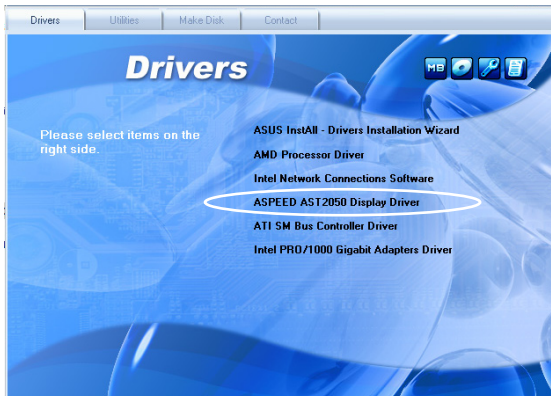 Drivers
Utilities
Make Disk
Contact
Drivers
MB
Please select items on the
right side.
ASUS InstAll - Drivers Installation Wizard
AMD Processor Driver
Intel Network Connections Software
ASPEED AST2050 Display Driver
ATI SM Bus Controller Driver
Intel PRO/1000 Gigabit Adapters Driver